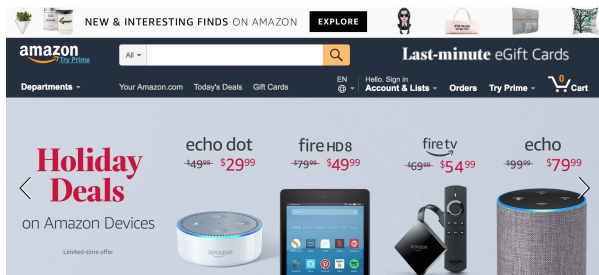 NEW & INTERESTING FINDS ON AMAZON EXPLORE
amazon
Try Prime
All
Last-minute eGift Cards
Departments
Your Amazon.com Today's Deals Gift Cards
EN
Hello. Sign in
Account & Lists
Orders
Try Prime
0
Cart
Holiday
Deals
on Amazon Devices
Limited-time offer
echo dot
$49.99 $29.99
fire HD 8
$79.99 $49.99
fire tv
$69.99 $54.99
echo
$99.99 $79.99
amazon